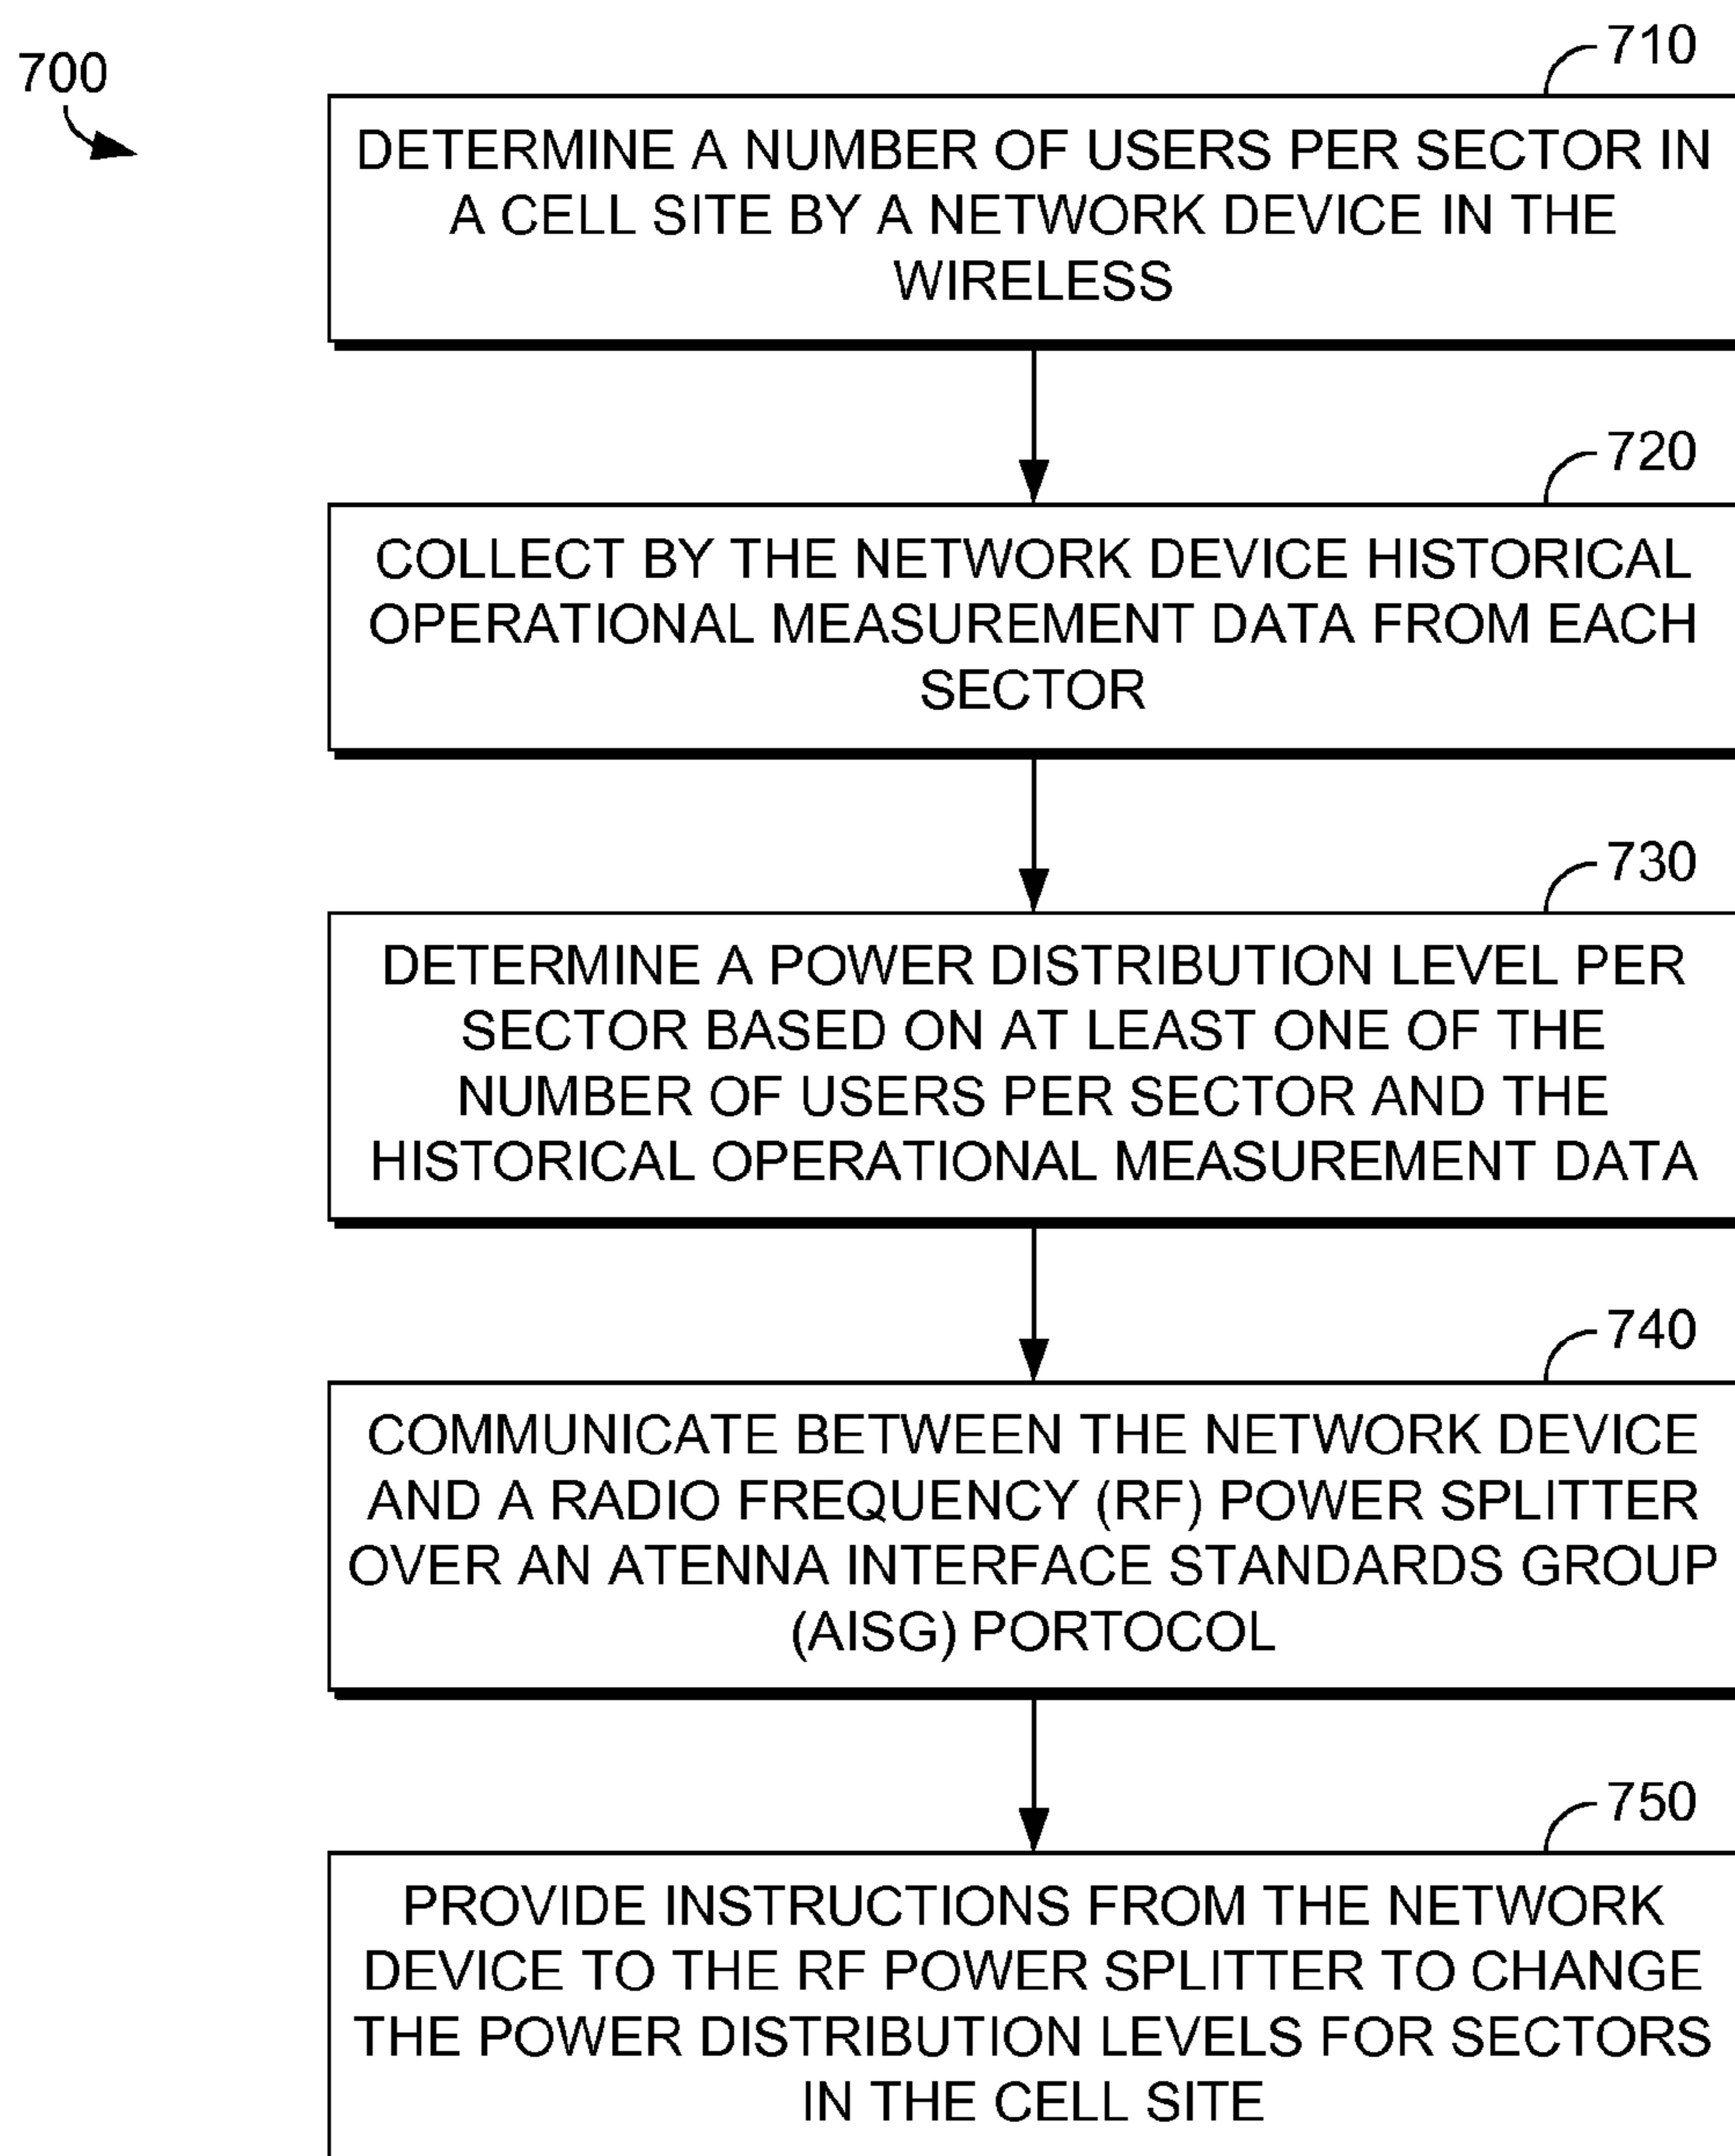 700
710
DETERMINE A NUMBER OF USERS PER SECTOR IN
A CELL SITE BY A NETWORK DEVICE IN THE
WIRELESS
720
COLLECT BY THE NETWORK DEVICE HISTORICAL
OPERATIONAL MEASUREMENT DATA FROM EACH
SECTOR
730
DETERMINE A POWER DISTRIBUTION LEVEL PER
SECTOR BASED ON AT LEAST ONE OF THE
NUMBER OF USERS PER SECTOR AND THE
HISTORICAL OPERATIONAL MEASUREMENT DATA
740
COMMUNICATE BETWEEN THE NETWORK DEVICE
AND A RADIO FREQUENCY (RF) POWER SPLITTER
OVER AN ATENNA INTERFACE STANDARDS GROUP
(AISG) PORTOCOL
750
PROVIDE INSTRUCTIONS FROM THE NETWORK
DEVICE TO THE RF POWER SPLITTER TO CHANGE
THE POWER DISTRIBUTION LEVELS FOR SECTORS
IN THE CELL SITE